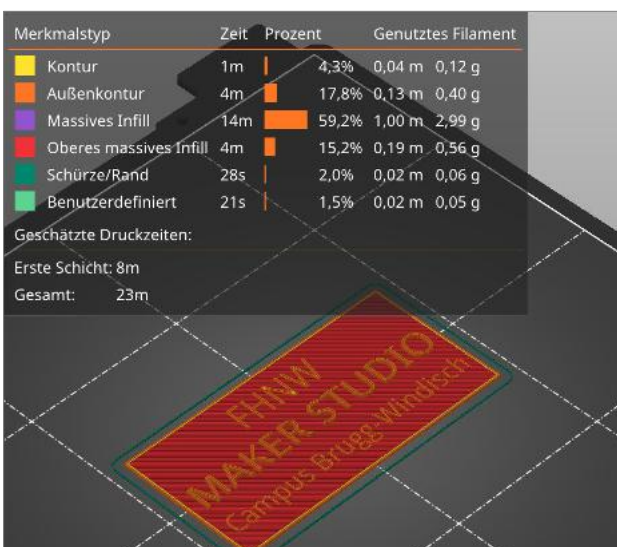 Merkmalstyp Zeit Prozent Genutztes Filament
Kontur 1m 4,3% 0,04 m 0,12 g
Außenkontur 4m 17,8% 0,13 m 0,40 g
Massives Infill 14m 59,2% 1,00 m 2,99 g
Oberes massives Infill 4m 15,2% 0,19 m 0,56 g
Schürze/Rand 28s 2,0% 0,02 m 0,06 g
Benutzerdefiniert 21s 1,5% 0,02 m 0,05 g
Geschätzte Druckzeiten:
Erste Schicht: 8m
Gesamt: 23m
FHNW
MAKER STUDIO
Campus Brugg-Windisch